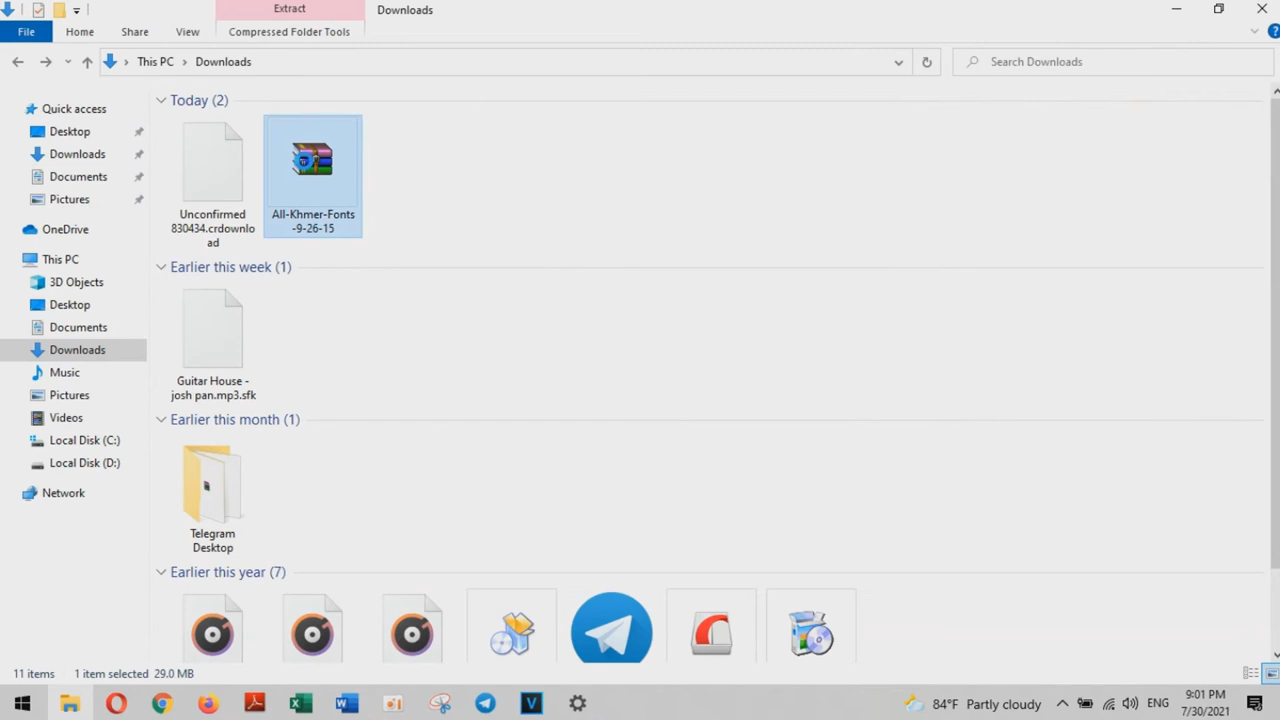 Extract
Downloads
File
Home
Share
View
Compressed Folder Tools
This PC
Downloads
Search Downloads
Quick access
Desktop
Downloads
Documents
Pictures
OneDrive
This PC
3D Objects
Desktop
Documents
Downloads
Music
Pictures
Videos
Local Disk (C:)
Local Disk (D:)
Network
Today (2)
Unconfirmed
830434.crdownlo
ad
All-Khmer-Fonts
-9-26-15
Earlier this week (1)
Guitar House -
josh pan.mp3.sfk
Earlier this month (1)
Telegram
Desktop
Earlier this year (7)
11 items
1 item selected 29.0 MB
84°F Partly cloudy
ENG
9:01 PM
7/30/2021